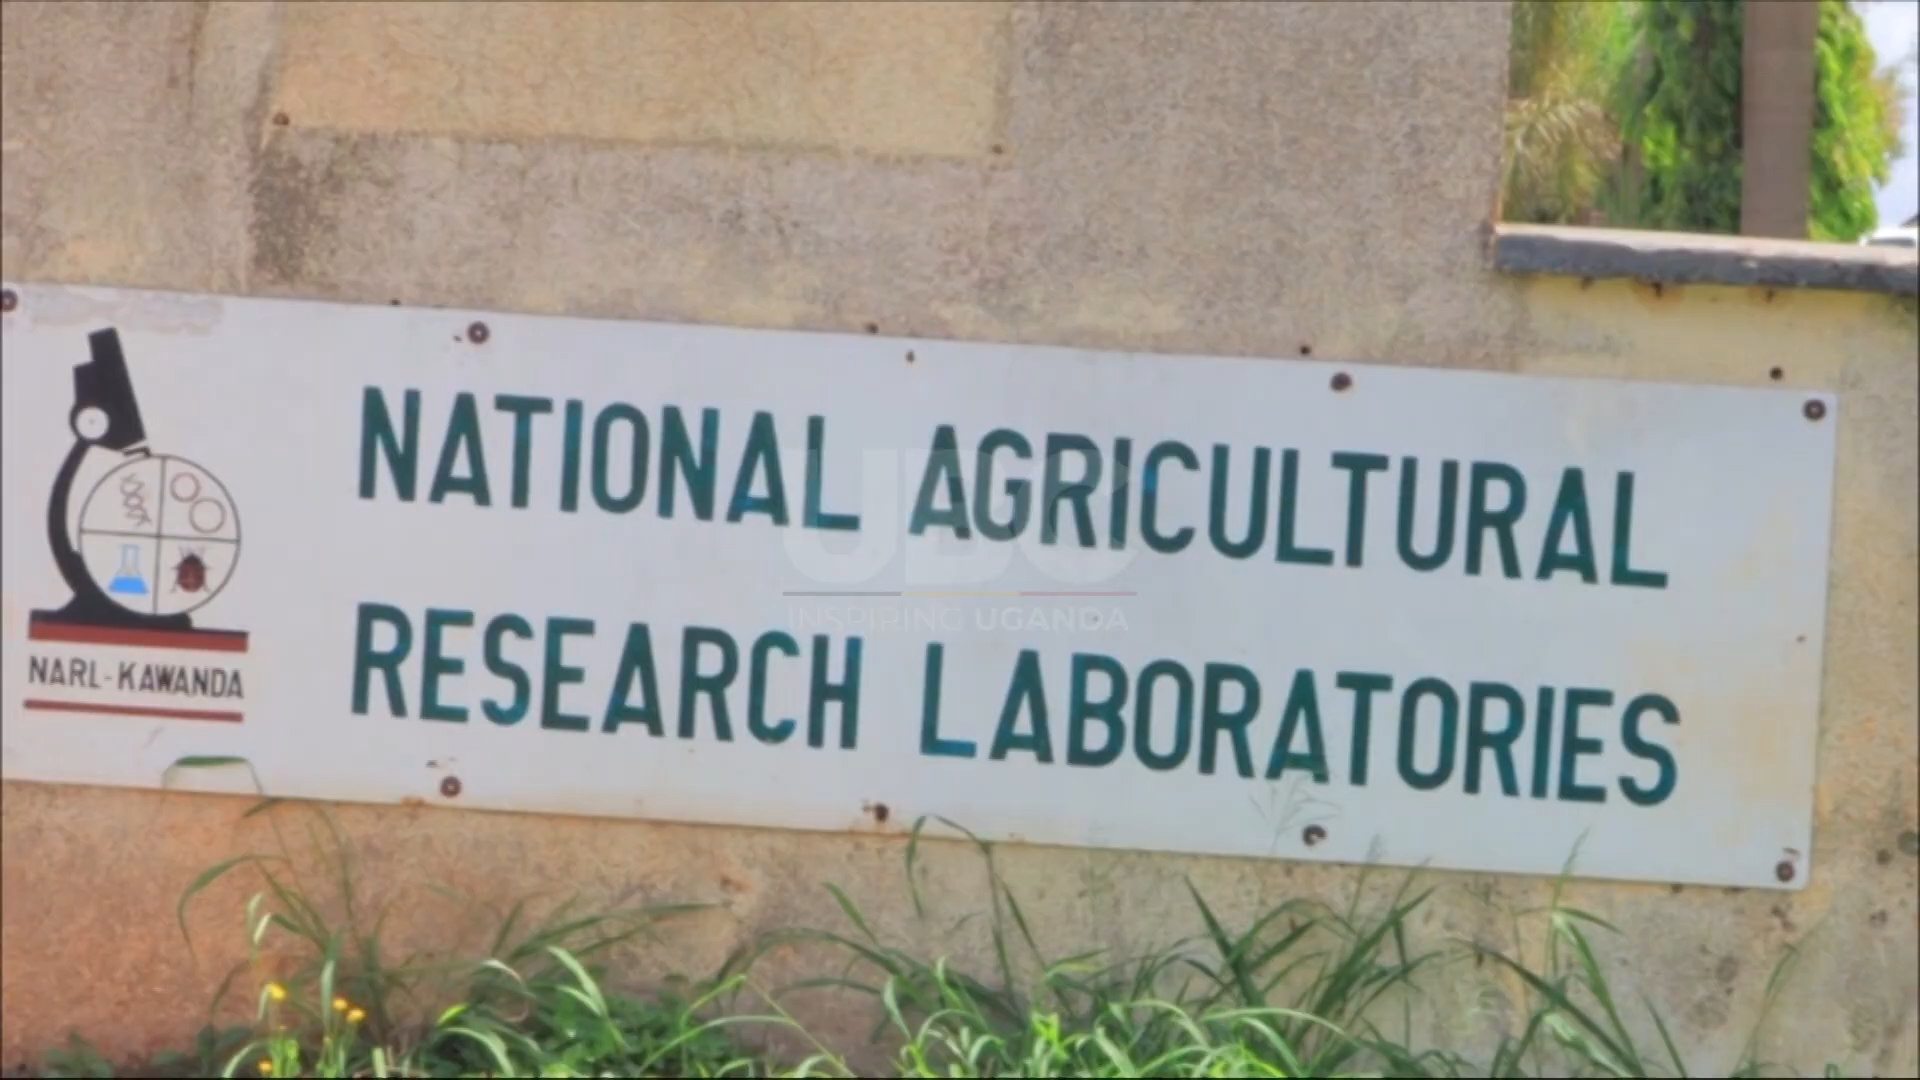 NATIONAL AGRICULTURAL
RESEARCH LABORATORIES
NARL-KAWANDA
UBC
INSPIRING UGANDA